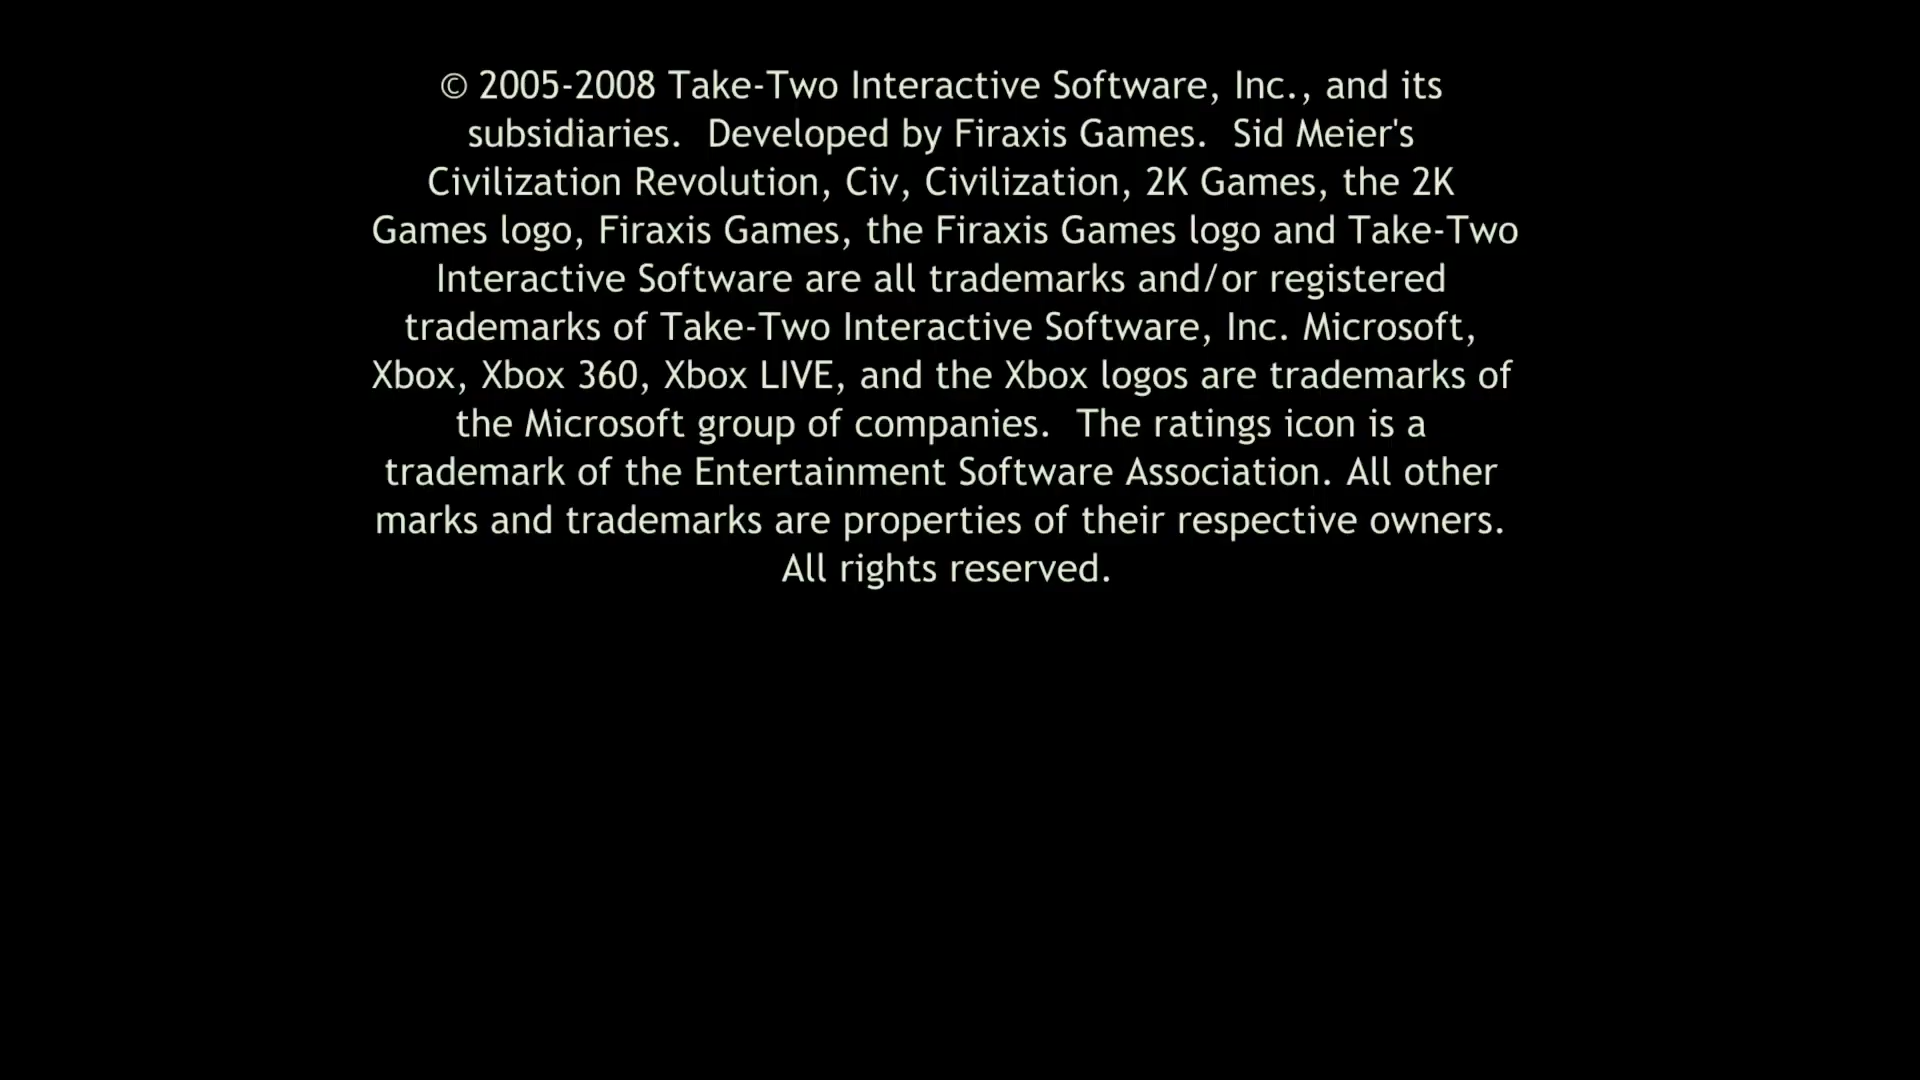 © 2005-2008 Take-Two Interactive Software, Inc., and its
subsidiaries.  Developed by Firaxis Games.  Sid Meier's
Civilization Revolution, Civ, Civilization, 2K Games, the 2K
Games logo, Firaxis Games, the Firaxis Games logo and Take-Two
Interactive Software are all trademarks and/or registered
trademarks of Take-Two Interactive Software, Inc. Microsoft,
Xbox, Xbox 360, Xbox LIVE, and the Xbox logos are trademarks of
the Microsoft group of companies.  The ratings icon is a
trademark of the Entertainment Software Association. All other
marks and trademarks are properties of their respective owners.
All rights reserved.